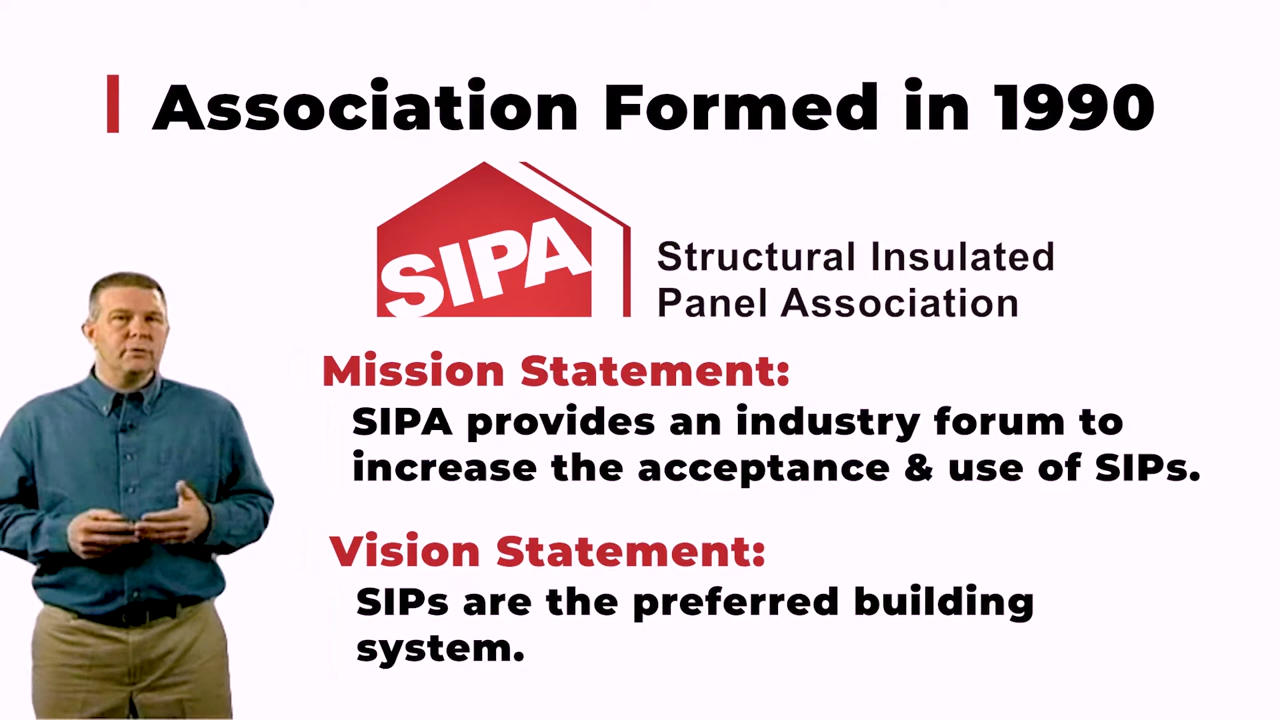 Association Formed in 1990
SIPA
Structural Insulated
Panel Association
Mission Statement:
SIPA provides an industry forum to
increase the acceptance & use of SIPs.
Vision Statement:
SIPs are the preferred building
system.